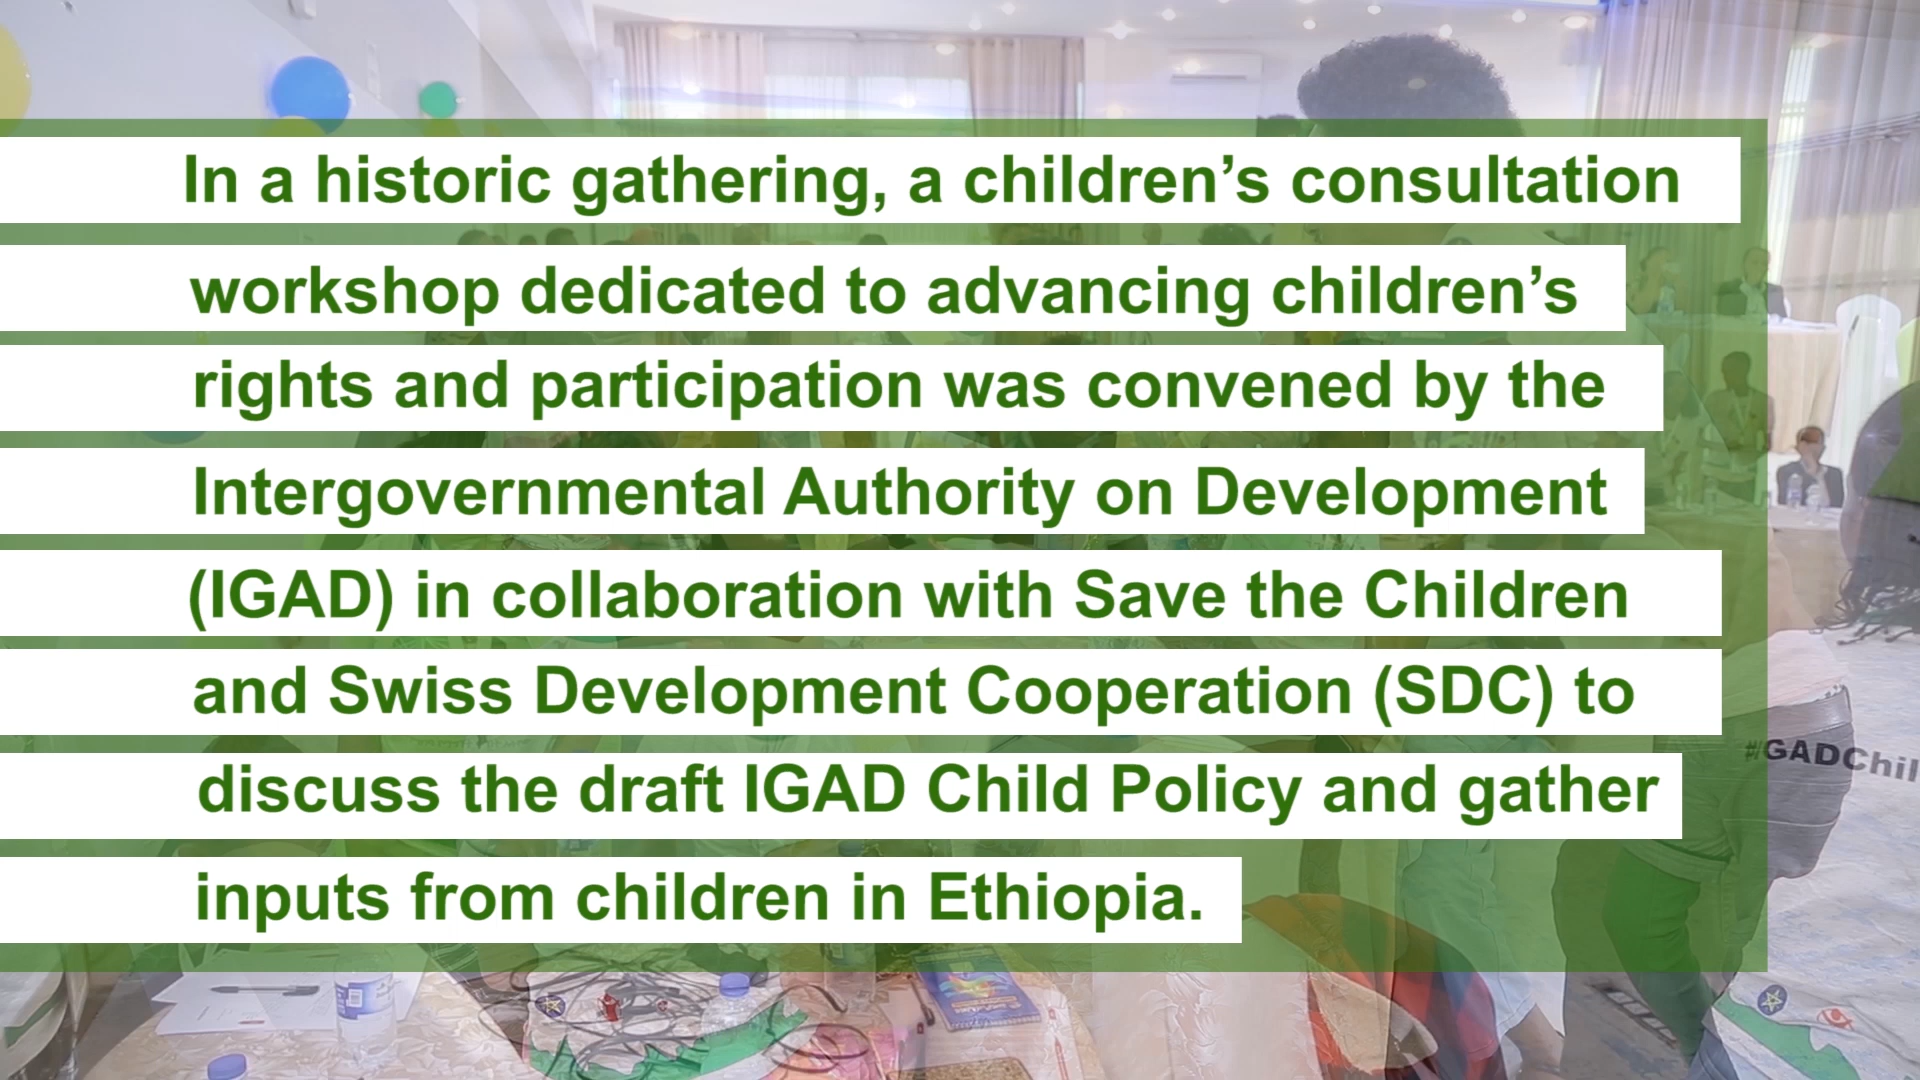 In a historic gathering, a children’s consultation
workshop dedicated to advancing children’s
rights and participation was convened by the
Intergovernmental Authority on Development
(IGAD) in collaboration with Save the Children
and Swiss Development Cooperation (SDC) to
discuss the draft IGAD Child Policy and gather
inputs from children in Ethiopia.